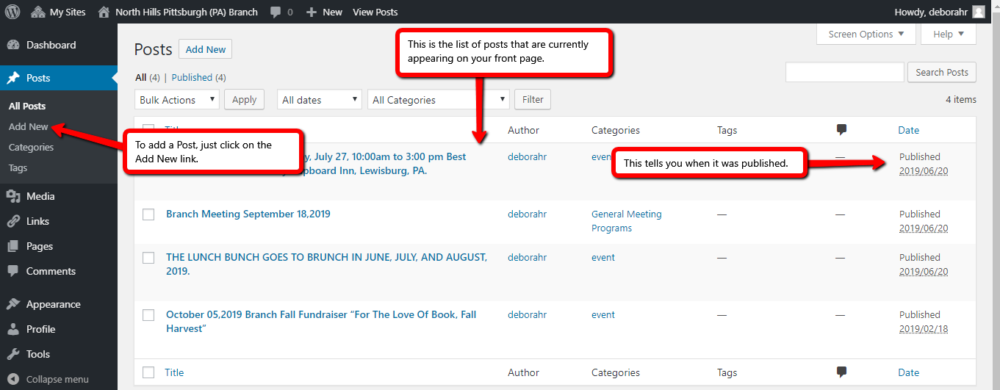 My Sites North Hills Pittsburgh (PA) Branch 0 New View Posts Howdy, deborahr
Dashboard
Posts
All Posts
Add New
Categories
Tags
Media
Links
Pages
Comments
Appearance
Profile
Tools
Collapse menu
Screen Options Help
Posts Add New
This is the list of posts that are currently
appearing on your front page.
All (4) | Published (4)
Search Posts
Bulk Actions Apply All dates All Categories Filter 4 items
Title Author Categories Tags Date
To add a Post, just click on the
Add New link.
July 27, 10:00am to 3:00 pm Best deborahr — Published
Inn, Lewisburg, PA. 2019/06/20
This tells you when it was published.
Branch Meeting September 18,2019 deborahr General Meeting — — Published
Programs 2019/06/20
THE LUNCH BUNCH GOES TO BRUNCH IN JUNE, JULY, AND AUGUST, deborahr event — — Published
2019. 2019/06/20
October 05,2019 Branch Fall Fundraiser “For The Love Of Book, Fall deborahr event — — Published
Harvest” 2019/02/18
Title Author Categories Tags Date